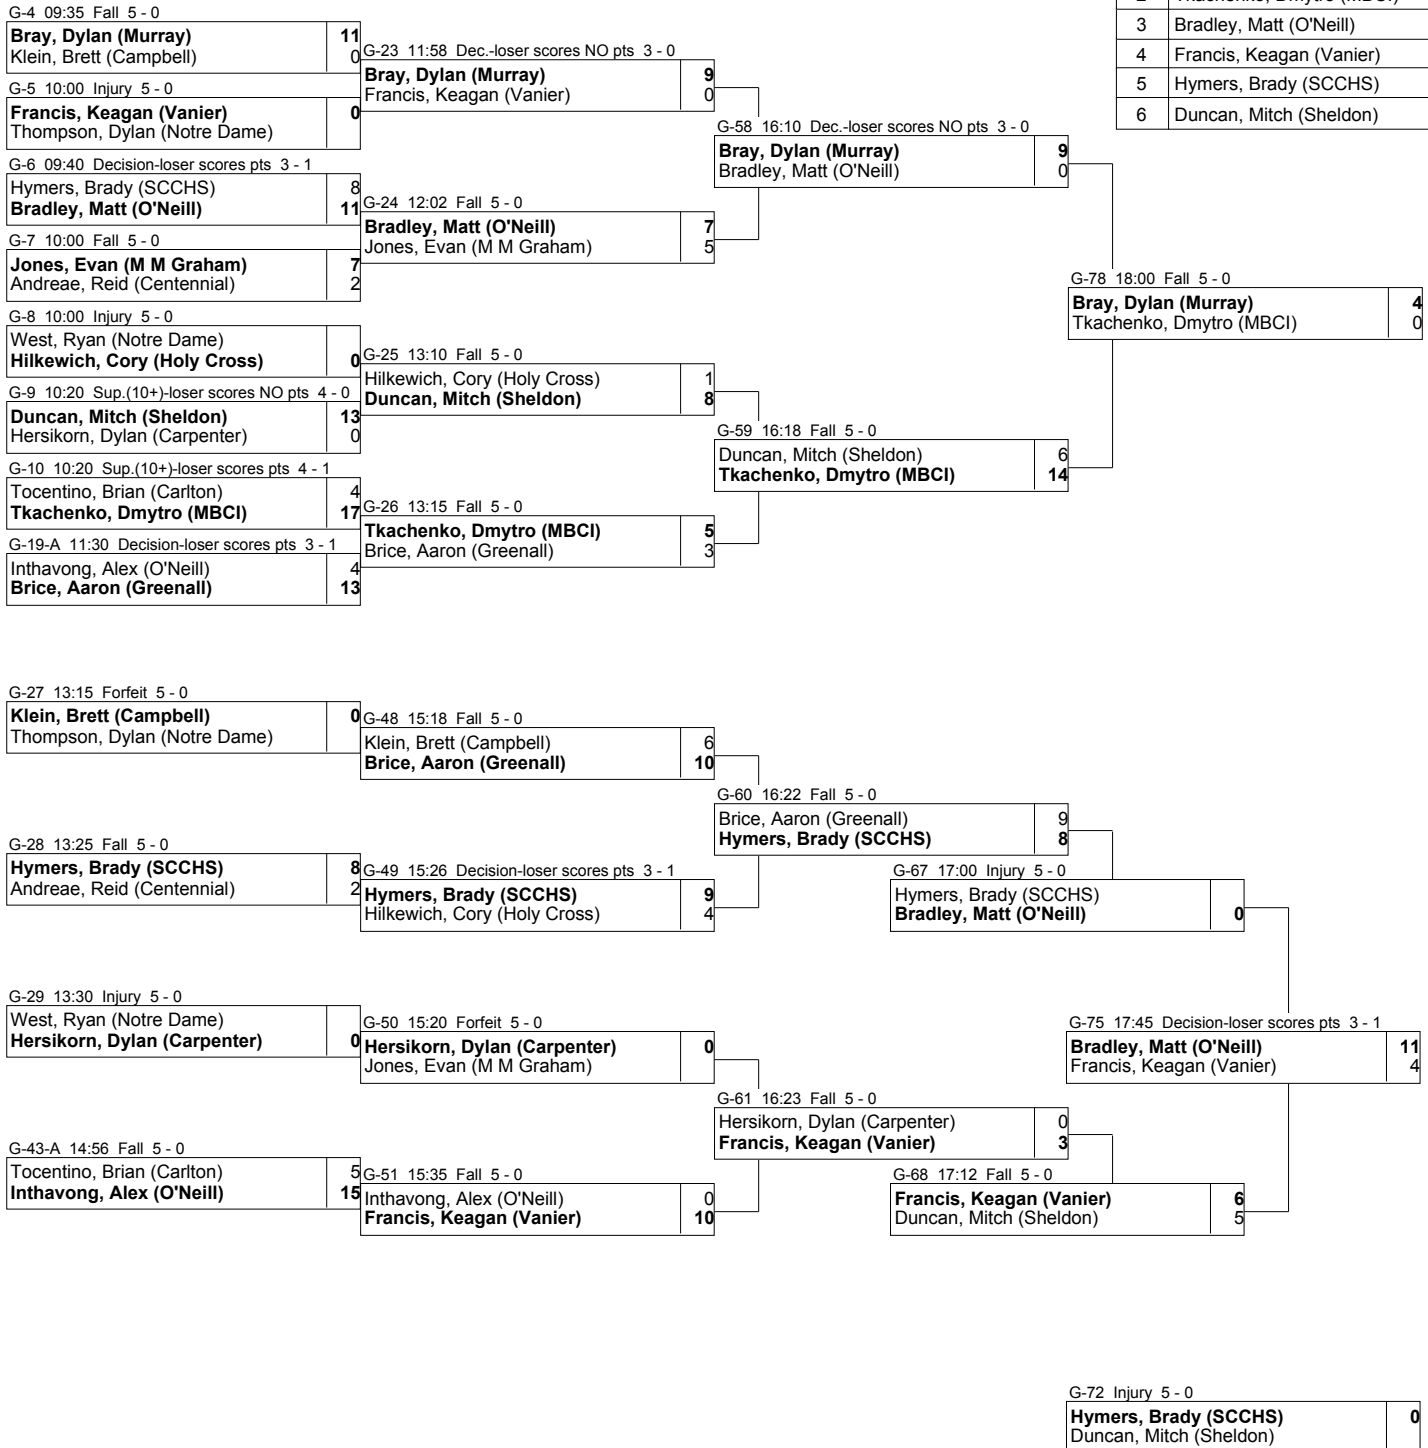 2 Tkachenko, Dmytro (MBCI)
3 Bradley, Matt (O'Neill)
4 Francis, Keagan (Vanier)
5 Hymers, Brady (SCCHS)
6 Duncan, Mitch (Sheldon)
G-4 09:35 Fall 5 - 0
Bray, Dylan (Murray) 11
Klein, Brett (Campbell) 0
G-5 10:00 Injury 5 - 0
Francis, Keagan (Vanier) 0
Thompson, Dylan (Notre Dame)
G-6 09:40 Decision-loser scores pts 3 - 1
Hymers, Brady (SCCHS) 8
Bradley, Matt (O'Neill) 11
G-7 10:00 Fall 5 - 0
Jones, Evan (M M Graham) 7
Andreae, Reid (Centennial) 2
G-8 10:00 Injury 5 - 0
West, Ryan (Notre Dame)
Hilkewich, Cory (Holy Cross) 0
G-9 10:20 Sup.(10+)-loser scores NO pts 4 - 0
Duncan, Mitch (Sheldon) 13
Hersikorn, Dylan (Carpenter) 0
G-10 10:20 Sup.(10+)-loser scores pts 4 - 1
Tocentino, Brian (Carlton) 4
Tkachenko, Dmytro (MBCI) 17
G-19-A 11:30 Decision-loser scores pts 3 - 1
Inthavong, Alex (O'Neill) 4
Brice, Aaron (Greenall) 13
G-23 11:58 Dec.-loser scores NO pts 3 - 0
Bray, Dylan (Murray) 9
Francis, Keagan (Vanier) 0
G-24 12:02 Fall 5 - 0
Bradley, Matt (O'Neill) 7
Jones, Evan (M M Graham) 5
G-25 13:10 Fall 5 - 0
Hilkewich, Cory (Holy Cross) 1
Duncan, Mitch (Sheldon) 8
G-26 13:15 Fall 5 - 0
Tkachenko, Dmytro (MBCI) 5
Brice, Aaron (Greenall) 3
G-58 16:10 Dec.-loser scores NO pts 3 - 0
Bray, Dylan (Murray) 9
Bradley, Matt (O'Neill) 0
G-59 16:18 Fall 5 - 0
Duncan, Mitch (Sheldon) 6
Tkachenko, Dmytro (MBCI) 14
G-78 18:00 Fall 5 - 0
Bray, Dylan (Murray) 4
Tkachenko, Dmytro (MBCI) 0
G-27 13:15 Forfeit 5 - 0
Klein, Brett (Campbell) 0
Thompson, Dylan (Notre Dame)
G-28 13:25 Fall 5 - 0
Hymers, Brady (SCCHS) 8
Andreae, Reid (Centennial) 2
G-29 13:30 Injury 5 - 0
West, Ryan (Notre Dame)
Hersikorn, Dylan (Carpenter) 0
G-43-A 14:56 Fall 5 - 0
Tocentino, Brian (Carlton) 5
Inthavong, Alex (O'Neill) 15
G-48 15:18 Fall 5 - 0
Klein, Brett (Campbell) 6
Brice, Aaron (Greenall) 10
G-49 15:26 Decision-loser scores pts 3 - 1
Hymers, Brady (SCCHS) 9
Hilkewich, Cory (Holy Cross) 4
G-50 15:20 Forfeit 5 - 0
Hersikorn, Dylan (Carpenter) 0
Jones, Evan (M M Graham)
G-51 15:35 Fall 5 - 0
Inthavong, Alex (O'Neill) 0
Francis, Keagan (Vanier) 10
G-60 16:22 Fall 5 - 0
Brice, Aaron (Greenall) 9
Hymers, Brady (SCCHS) 8
G-61 16:23 Fall 5 - 0
Hersikorn, Dylan (Carpenter) 0
Francis, Keagan (Vanier) 3
G-67 17:00 Injury 5 - 0
Hymers, Brady (SCCHS)
Bradley, Matt (O'Neill) 0
G-68 17:12 Fall 5 - 0
Francis, Keagan (Vanier) 6
Duncan, Mitch (Sheldon) 5
G-75 17:45 Decision-loser scores pts 3 - 1
Bradley, Matt (O'Neill) 11
Francis, Keagan (Vanier) 4
G-72 Injury 5 - 0
Hymers, Brady (SCCHS) 0
Duncan, Mitch (Sheldon)